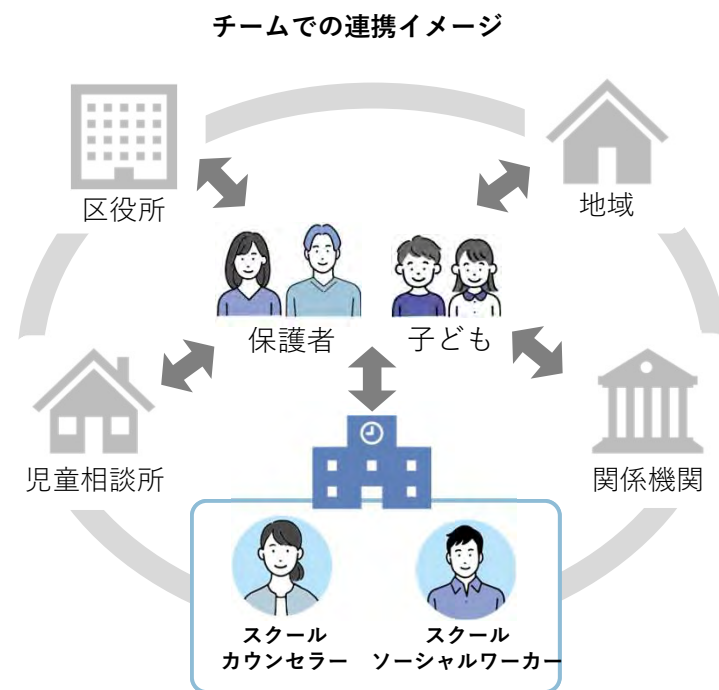 チームでの連携イメージ
区役所
地域
保護者
子ども
児童相談所
関係機関
スクール
カウンセラー
スクール
ソーシャルワーカー